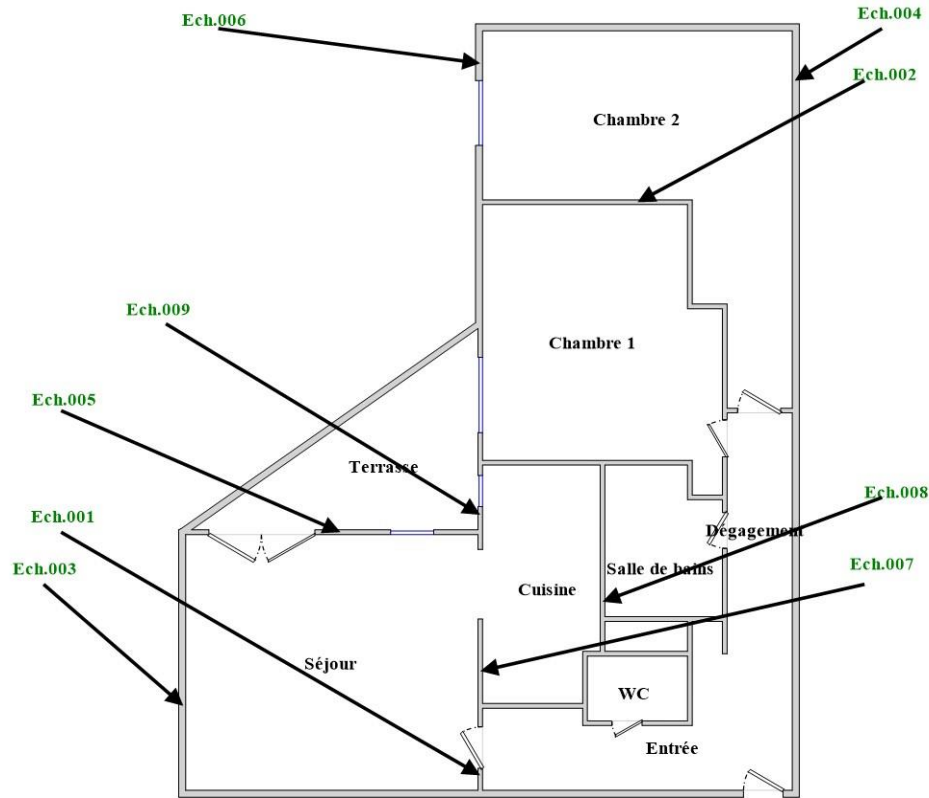 Ech.006
Ech.004
Ech.002
Chambre 2
Ech.009
Chambre 1
Ech.005
Terrasse
Ech.001
Ech.008
Dégagement
Ech.003
Salle de bains
Ech.007
Cuisine
Séjour
WC
Entrée